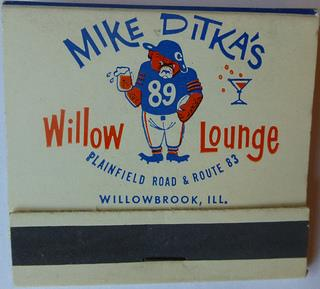 MIKE DITKA'S
89
Willow Lounge
PLAINFIELD ROAD & ROUTE 83
WILLOWBROOK, ILL.